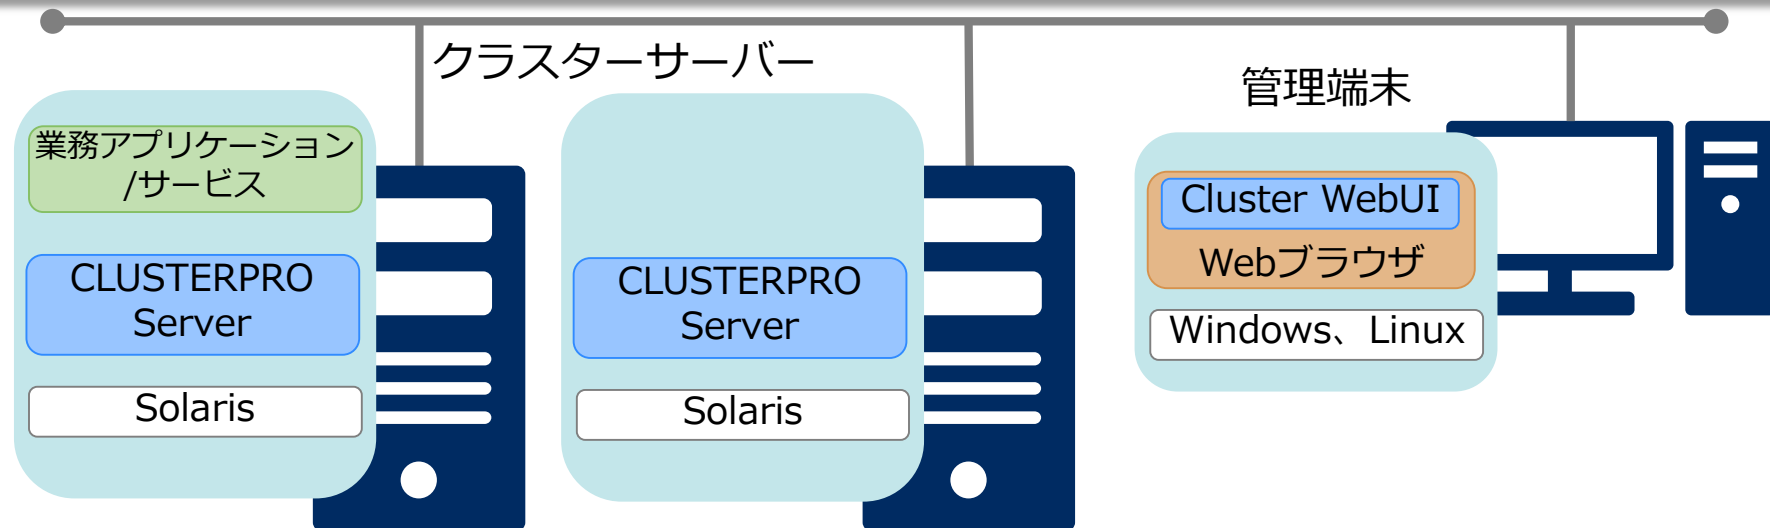 クラスターサーバー
管理端末
業務アプリケーション
/サービス
CLUSTERPRO
Server
Solaris
CLUSTERPRO
Server
Solaris
Cluster WebUI
Webブラウザ
Windows、Linux